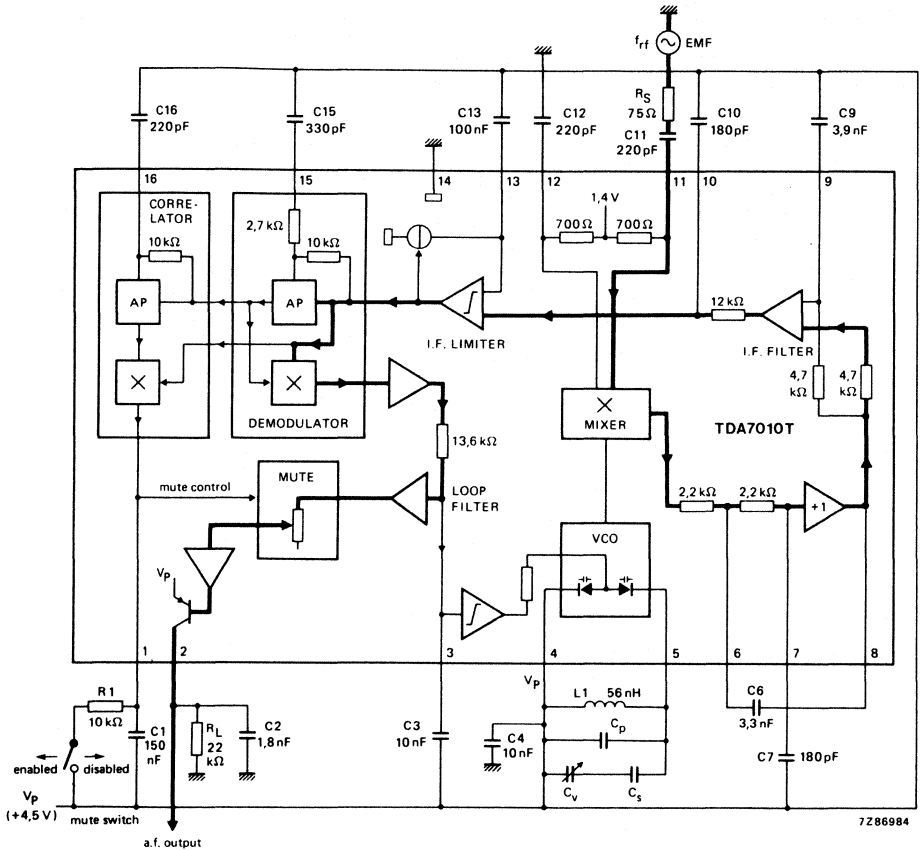 f_rf EMF
R_S
75Ω
C16
220pF
C15
330pF
C13
100nF
C12
220pF
C11
220pF
C10
180pF
C9
3,9nF
16
15
14
13
12
11
10
9
CORRE-
LATOR
10kΩ
2,7kΩ
10kΩ
1,4 V
700Ω
700Ω
AP
AP
I.F. LIMITER
12kΩ
I.F. FILTER
4,7
kΩ
4,7
kΩ
DEMODULATOR
MIXER
TDA7010T
13,6kΩ
MUTE
mute control
LOOP
FILTER
2,2kΩ
2,2kΩ
+1
VCO
V_P
1
2
3
4
5
6
7
8
V_P
R1
10kΩ
C1
150
nF
R_L
22
kΩ
C2
1,8nF
C3
10nF
C4
10nF
L1 56nH
C_p
C_v
C_s
C6
3,3nF
C7 180pF
enabled disabled
V_P
(+4,5V)
mute switch
a.f. output
7Z86984